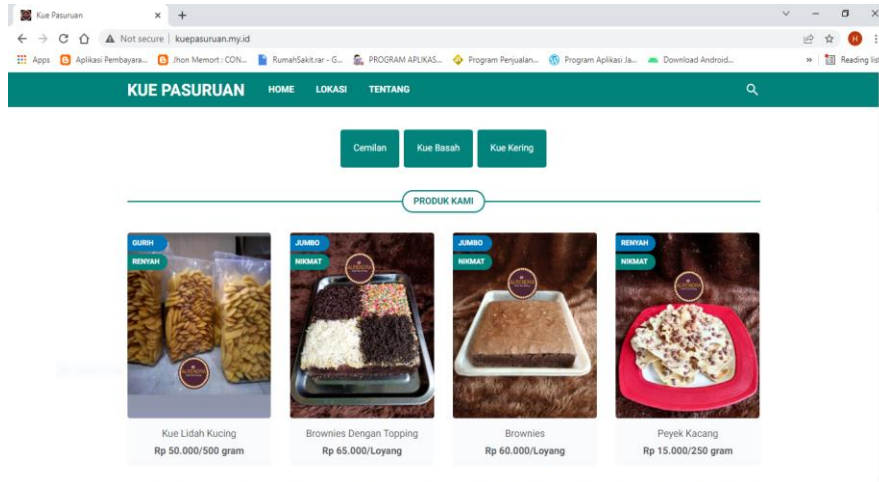 Kue Pasuruan
Not secure | kuepasuruan.my.id
Apps Aplikasi Pembayara... Jhon Memort : CON... RumahSakit.rar - G... PROGRAM APLIKAS... Program Penjualan... Program Aplikasi Ja... Download Android... » Reading list
KUE PASURUAN HOME LOKASI TENTANG
Cemilan Kue Basah Kue Kering
PRODUK KAMI
GURIH JUMBO JUMBO RENYAH
RENYAH NIKMAT NIKMAT NIKMAT
Kue Lidah Kucing Brownies Dengan Topping Brownies Peyek Kacang
Rp 50.000/500 gram Rp 65.000/Loyang Rp 60.000/Loyang Rp 15.000/250 gram